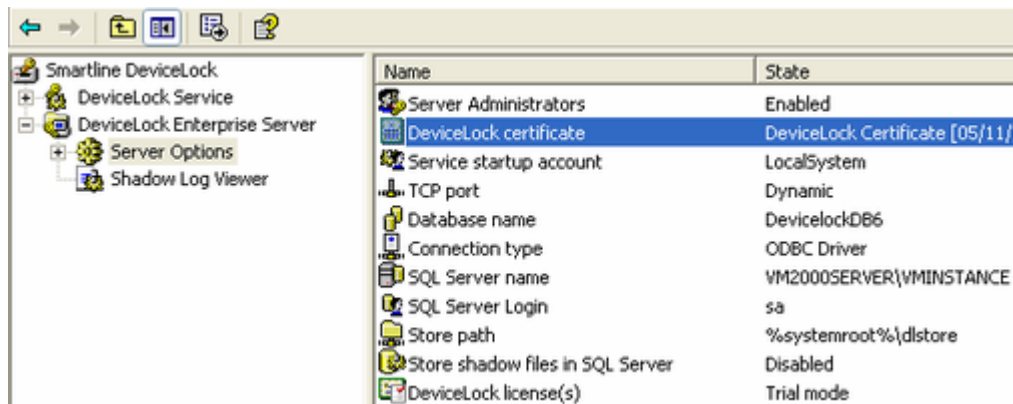 Smartline DeviceLock
DeviceLock Service
DeviceLock Enterprise Server
Server Options
Shadow Log Viewer
Name State
Server Administrators Enabled
DeviceLock certificate DeviceLock Certificate [05/11/
Service startup account LocalSystem
TCP port Dynamic
Database name DevicelockDB6
Connection type ODBC Driver
SQL Server name VM2000SERVER\VMINSTANCE
SQL Server Login sa
Store path %systemroot%\dlstore
Store shadow files in SQL Server Disabled
DeviceLock license(s) Trial mode